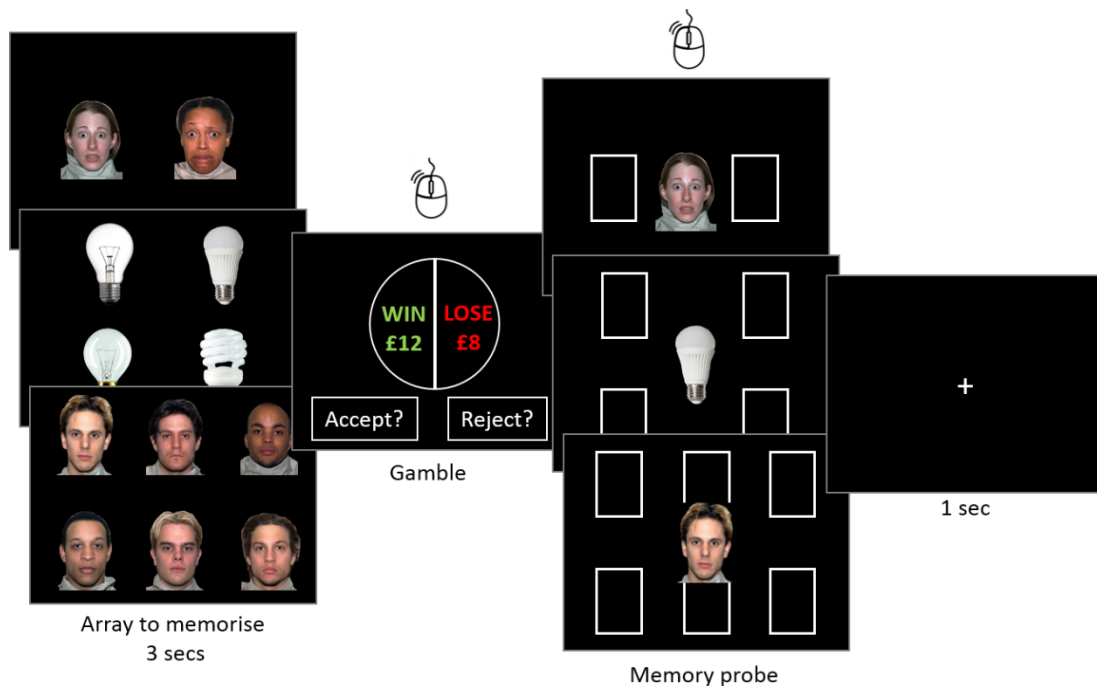 WIN
£12
LOSE
£8
Accept?
Reject?
Gamble
Array to memorise
3 secs
Memory probe
1 sec